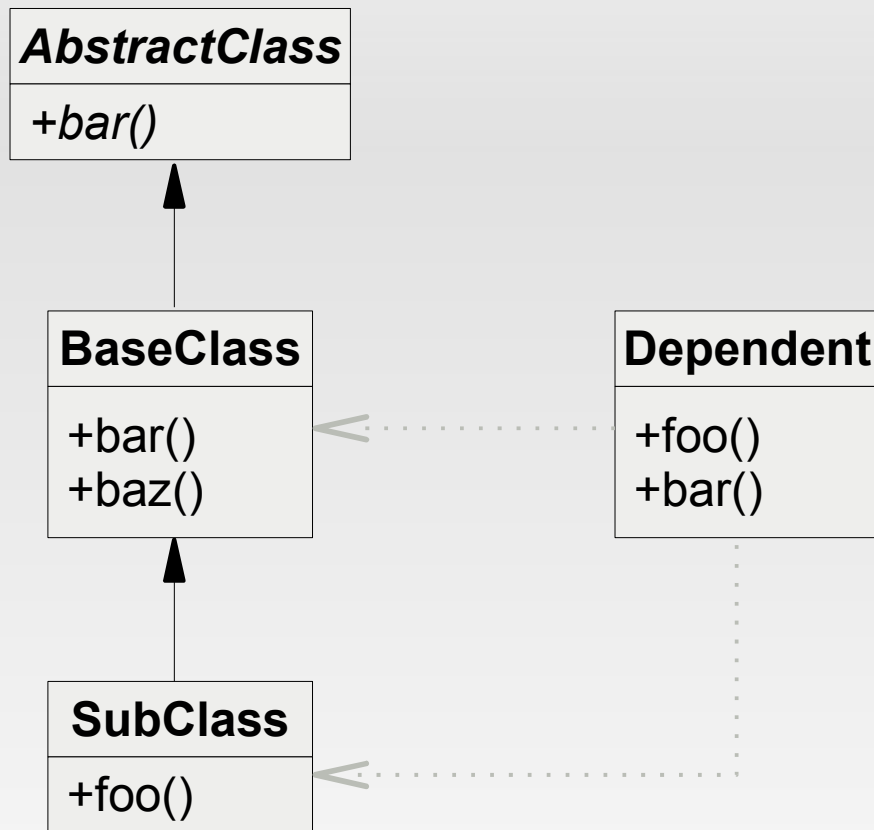 AbstractClass
+bar()
BaseClass
+bar()
+baz()
Dependent
+foo()
+bar()
SubClass
+foo()